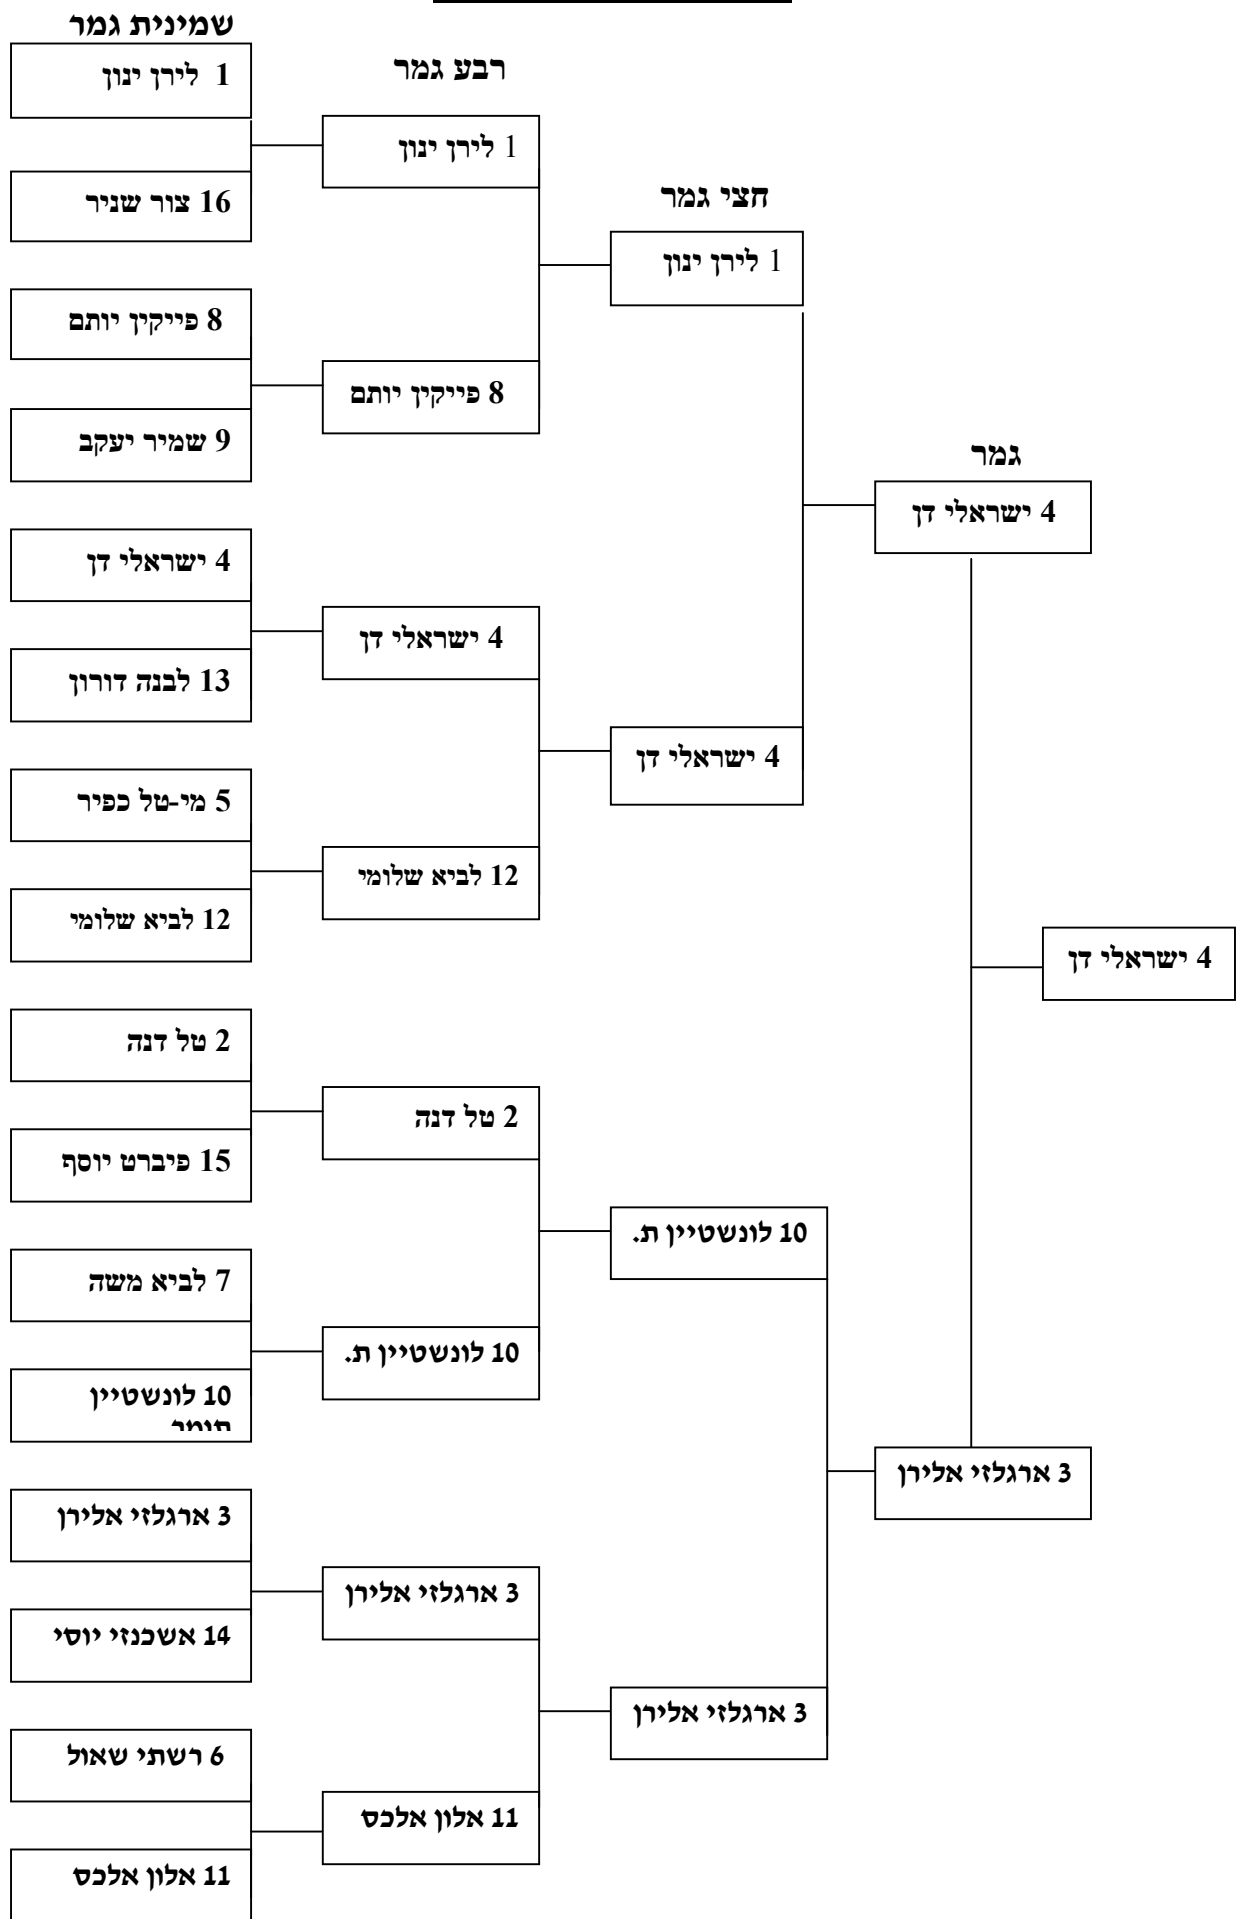 שמינית גמר
1 לירן ינון
16 צור שניר
8 פייקין יותם
9 שמיר יעקב
4 ישראלי דן
13 לבנה דורון
5 מי-טל כפיר
12 לביא שלומי
2 טל דנה
15 פיברט יוסף
7 לביא משה
10 לונשטיין
תומר
3 ארגלזי אלירן
14 אשכנזי יוסי
6 רשתי שאול
11 אלון אלכס
רבע גמר
1 לירן ינון
8 פייקין יותם
4 ישראלי דן
12 לביא שלומי
2 טל דנה
10 לונשטיין ת.
3 ארגלזי אלירן
11 אלון אלכס
חצי גמר
1 לירן ינון
4 ישראלי דן
10 לונשטיין ת.
3 ארגלזי אלירן
גמר
4 ישראלי דן
3 ארגלזי אלירן
4 ישראלי דן